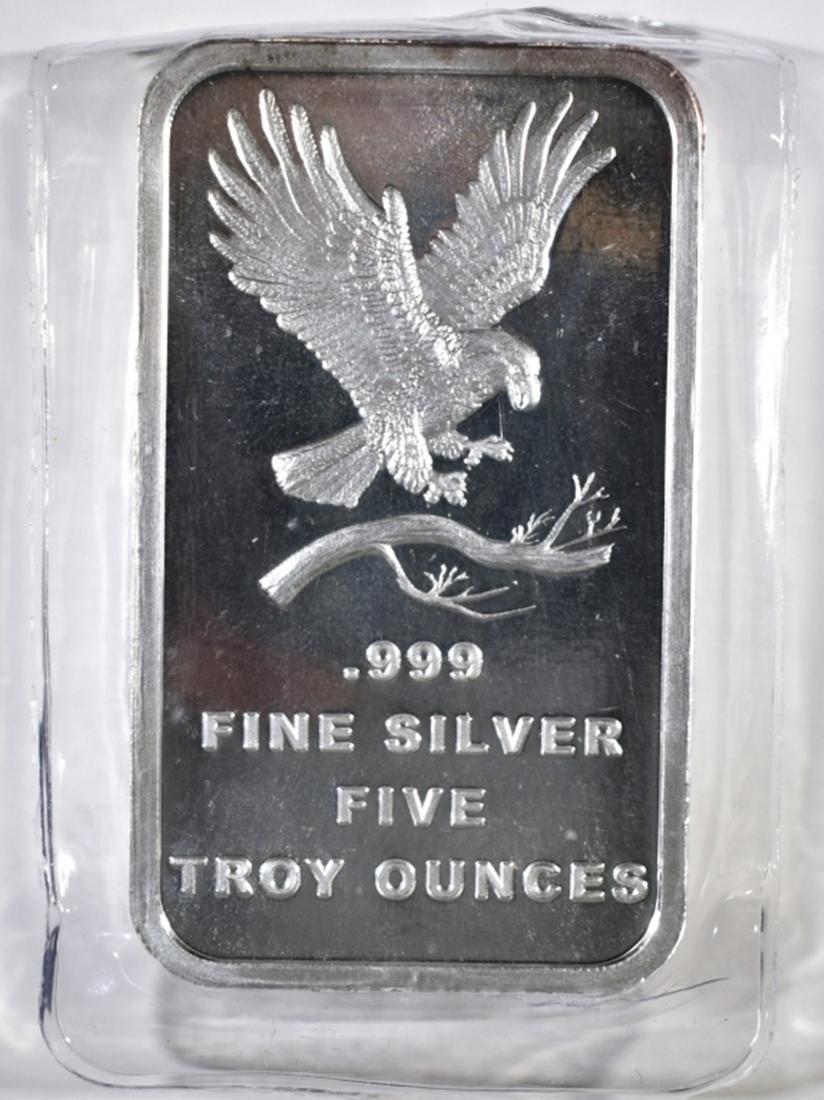 .999
FINE SILVER
FIVE
TROY OUNCES